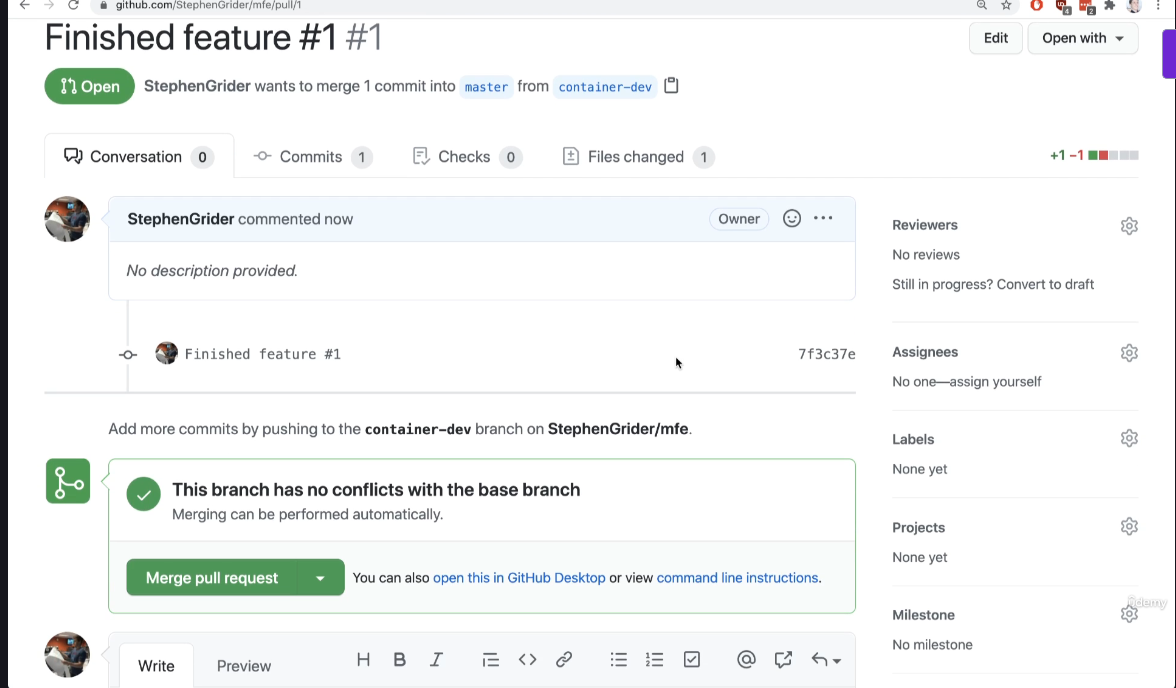 github.com/StephenGrider/mfe/pull/1
4
2
Finished feature #1 #1
Edit
Open with
Open
StephenGrider wants to merge 1 commit into master from container-dev
Conversation 0
Commits 1
Checks 0
Files changed 1
+1 −1
StephenGrider commented now
Owner
No description provided.
Finished feature #1
7f3c37e
Add more commits by pushing to the container-dev branch on StephenGrider/mfe.
This branch has no conflicts with the base branch
Merging can be performed automatically.
Merge pull request
You can also open this in GitHub Desktop or view command line instructions.
Write
Preview
H B I
Reviewers
No reviews
Still in progress? Convert to draft
Assignees
No one—assign yourself
Labels
None yet
Projects
None yet
Milestone
No milestone
ûdemy